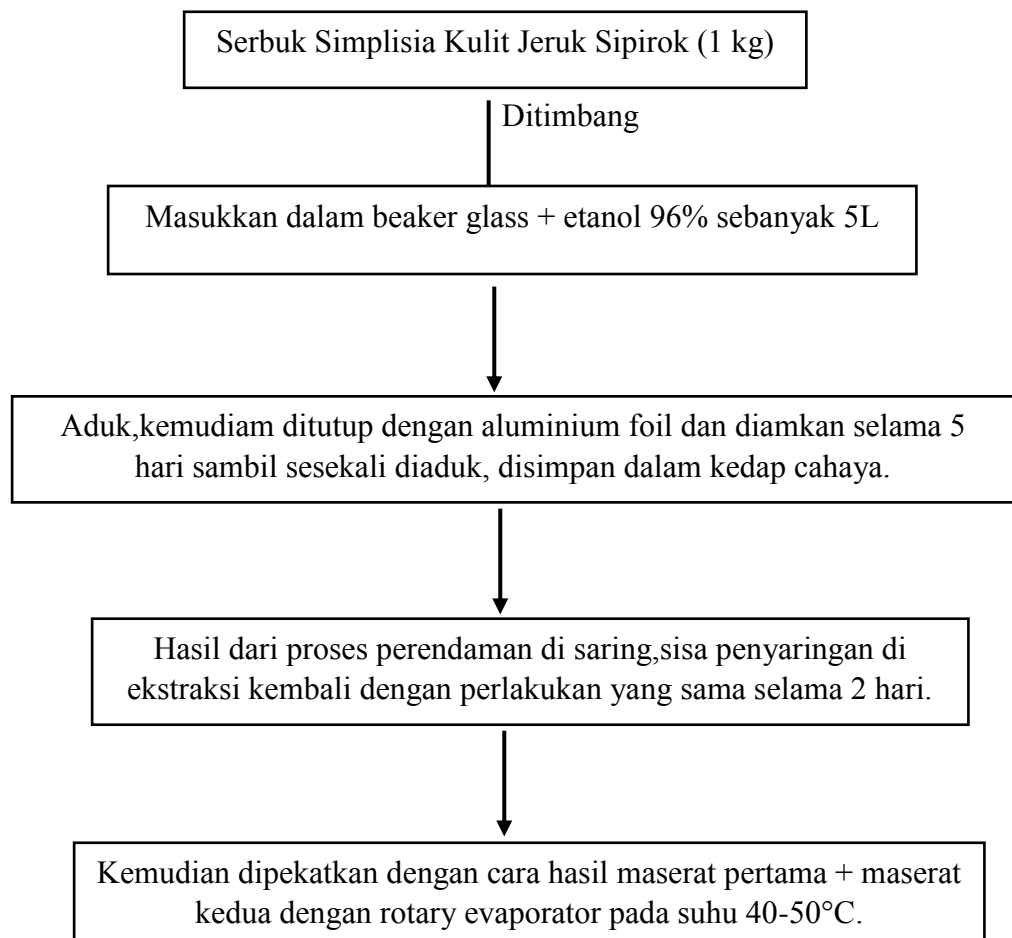 Serbuk Simplisia Kulit Jeruk Sipirok (1 kg)
Ditimbang
Masukkan dalam beaker glass + etanol 96% sebanyak 5L
Aduk,kemudiam ditutup dengan aluminium foil dan diamkan selama 5
hari sambil sesekali diaduk, disimpan dalam kedap cahaya.
Hasil dari proses perendaman di saring,sisa penyaringan di
ekstraksi kembali dengan perlakukan yang sama selama 2 hari.
Kemudian dipekatkan dengan cara hasil maserat pertama + maserat
kedua dengan rotary evaporator pada suhu 40-50°C.